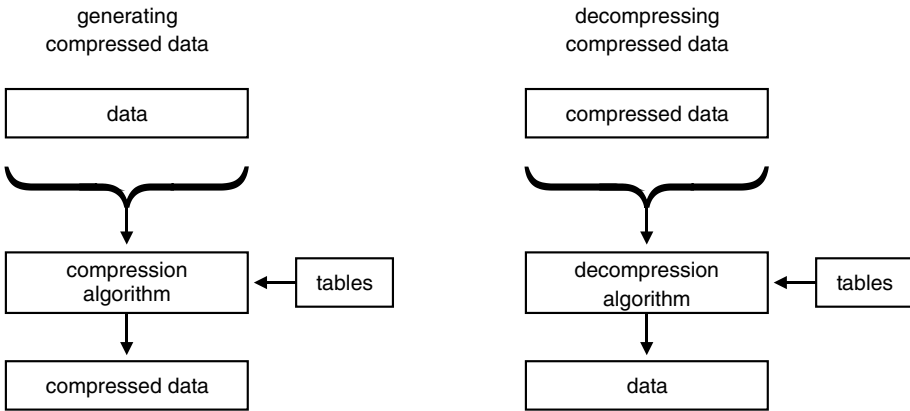 generating
compressed data
data
compression
algorithm
tables
compressed data
decompressing
compressed data
compressed data
decompression
algorithm
tables
data